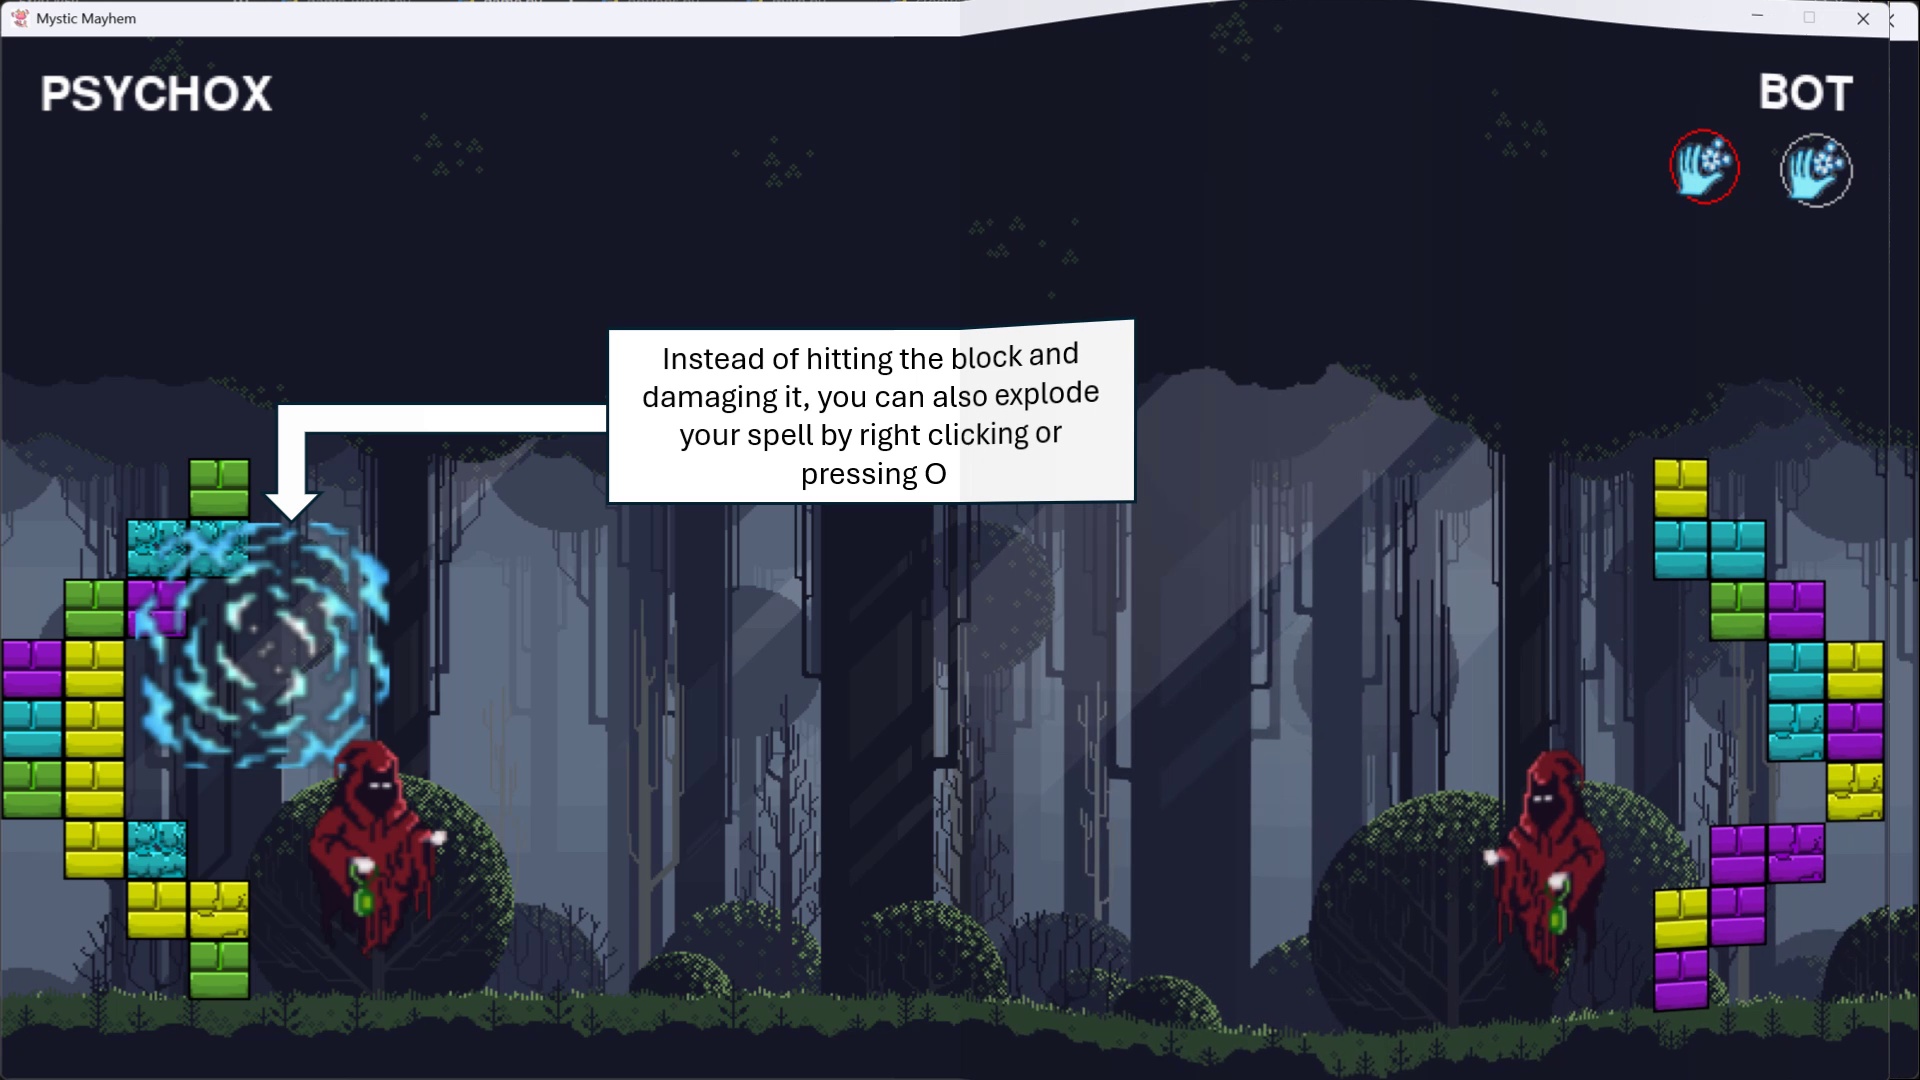 Mystic Mayhem
PSYCHOX
BOT
Instead of hitting the block and
damaging it, you can also explode
your spell by right clicking or
pressing O